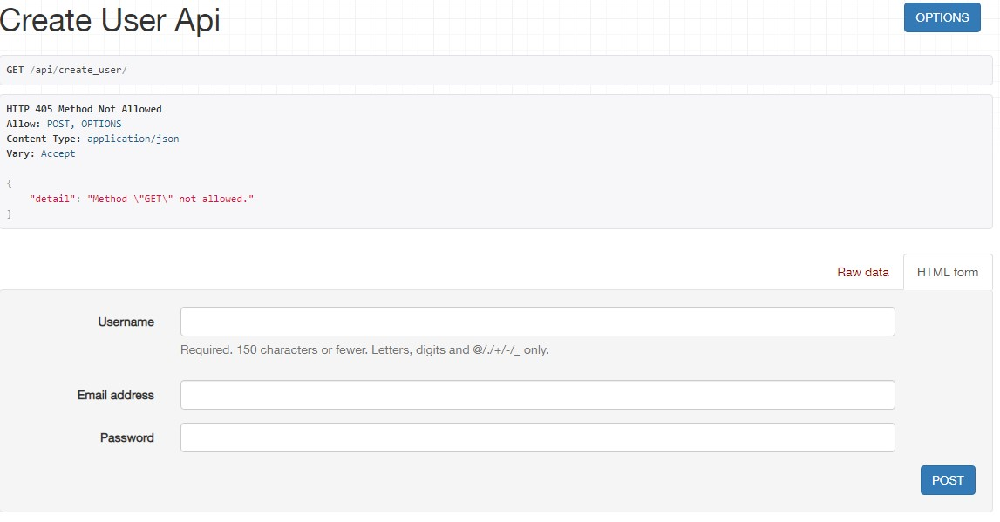 Create User Api
OPTIONS
GET /api/create_user/
HTTP 405 Method Not Allowed
Allow: POST, OPTIONS
Content-Type: application/json
Vary: Accept
{
    "detail": "Method \"GET\" not allowed."
}
Raw data
HTML form
Username
Required. 150 characters or fewer. Letters, digits and @/./+/-/_ only.
Email address
Password
POST